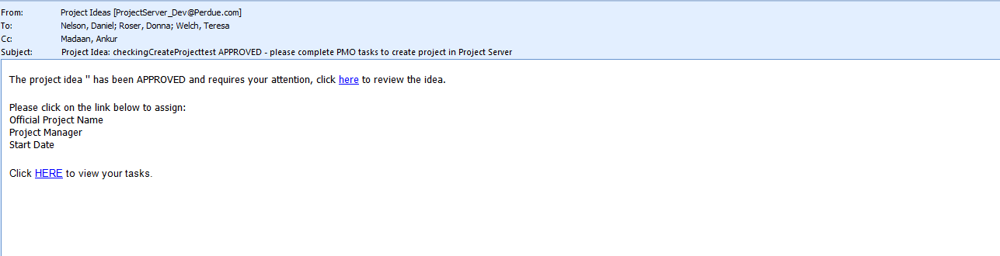 From: Project Ideas [ProjectServer_Dev@Perdue.com]
To: Nelson, Daniel; Roser, Donna; Welch, Teresa
Cc: Madaan, Ankur
Subject: Project Idea: checkingCreateProjecttest APPROVED - please complete PMO tasks to create project in Project Server
The project idea '' has been APPROVED and requires your attention, click here to review the idea.
Please click on the link below to assign:
Official Project Name
Project Manager
Start Date
Click HERE to view your tasks.